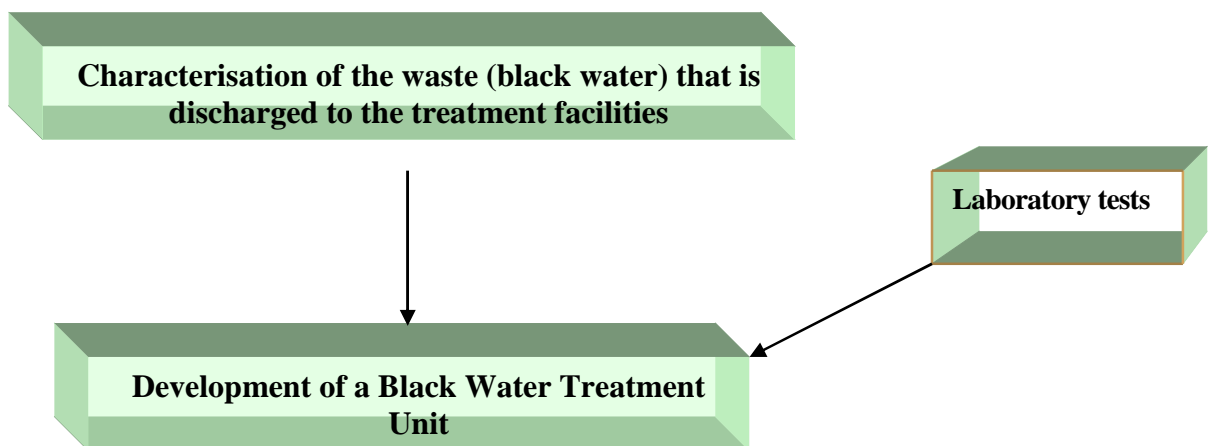 Characterisation of the waste (black water) that is
discharged to the treatment facilities
Laboratory tests
Development of a Black Water Treatment
Unit